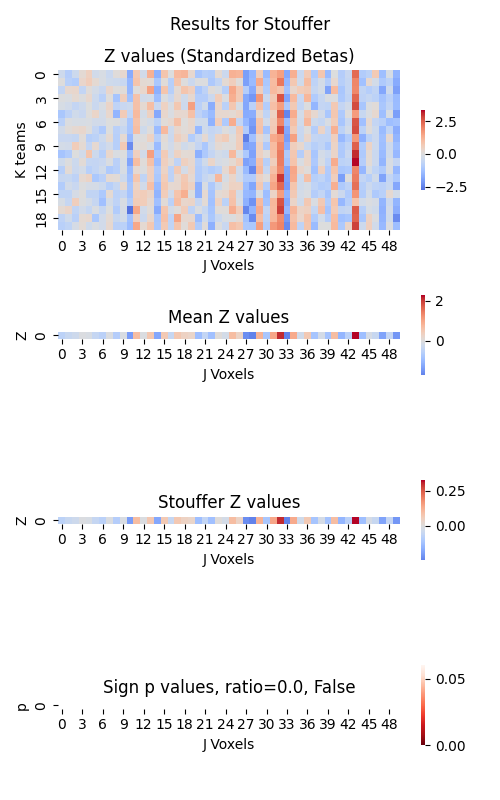 Results for Stouffer
Z values (Standardized Betas)
K teams
0
3
6
9
12
15
18
0 3 6 9 12 15 18 21 24 27 30 33 36 39 42 45 48
J Voxels
2.5
0.0
−2.5
Mean Z values
Z
0
0 3 6 9 12 15 18 21 24 27 30 33 36 39 42 45 48
J Voxels
2
0
Stouffer Z values
Z
0
0 3 6 9 12 15 18 21 24 27 30 33 36 39 42 45 48
J Voxels
0.25
0.00
Sign p values, ratio=0.0, False
p
0
0 3 6 9 12 15 18 21 24 27 30 33 36 39 42 45 48
J Voxels
0.05
0.00